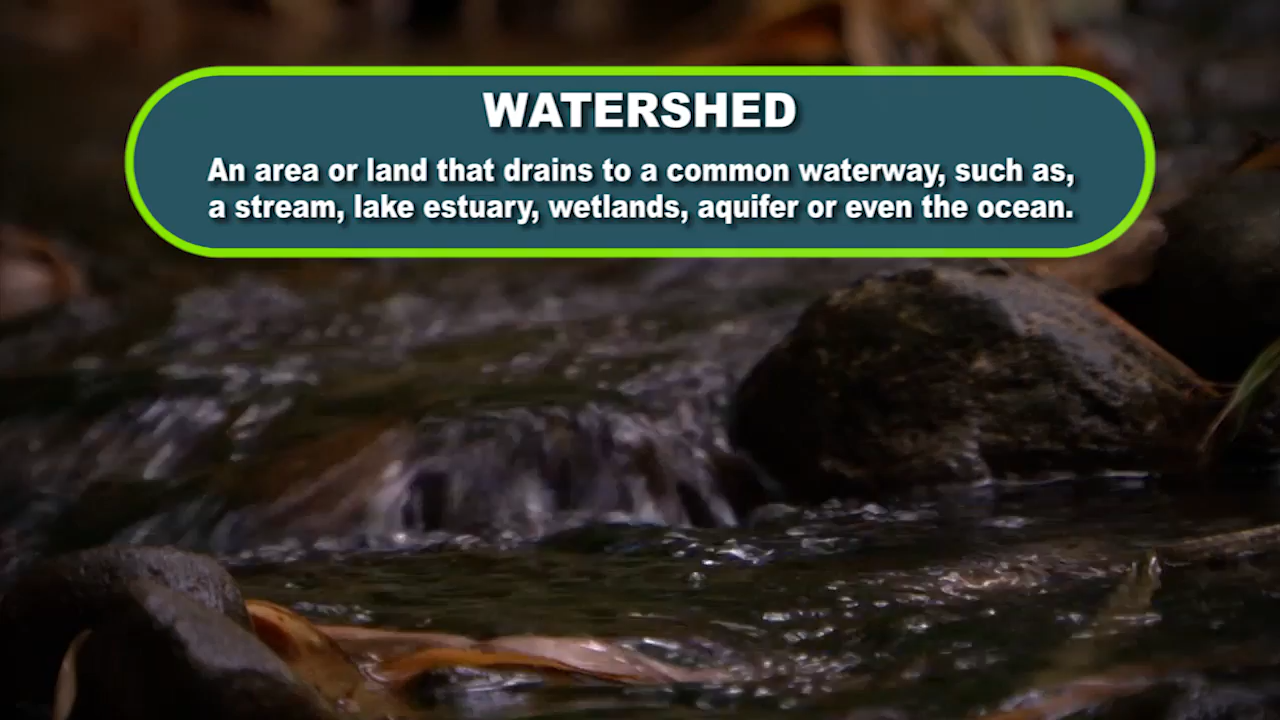 WATERSHED
An area or land that drains to a common waterway, such as,
a stream, lake estuary, wetlands, aquifer or even the ocean.